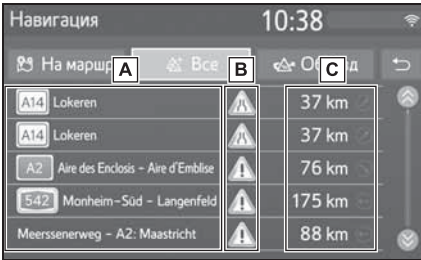 Навигация 10:38
На маршр A Все B Об C д
A14 Lokeren 37 km
A14 Lokeren 37 km
A2 Aire des Enclosis - Aire d'Emblise 76 km
542 Monheim-Süd - Langenfeld 175 km
Meerssenerweg - A2: Maastricht 88 km